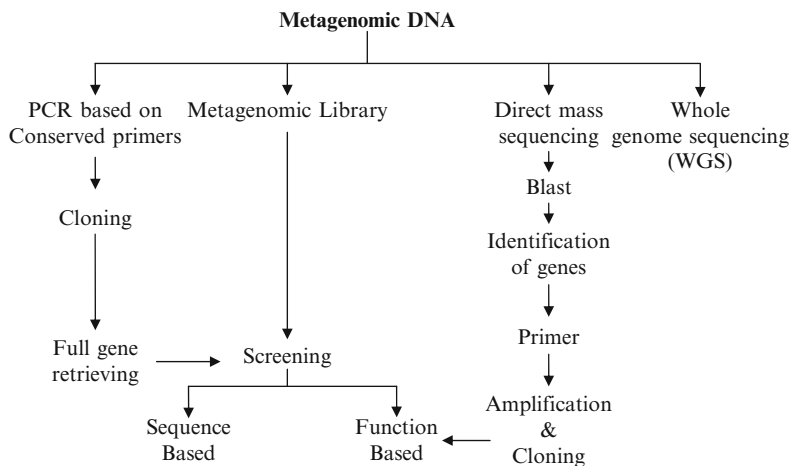 Metagenomic DNA
PCR based on
Conserved primers
Metagenomic Library
Direct mass
sequencing
Whole
genome sequencing
(WGS)
Cloning
Blast
Identification
of genes
Full gene
retrieving
Screening
Primer
Sequence
Based
Function
Based
Amplification
&
Cloning